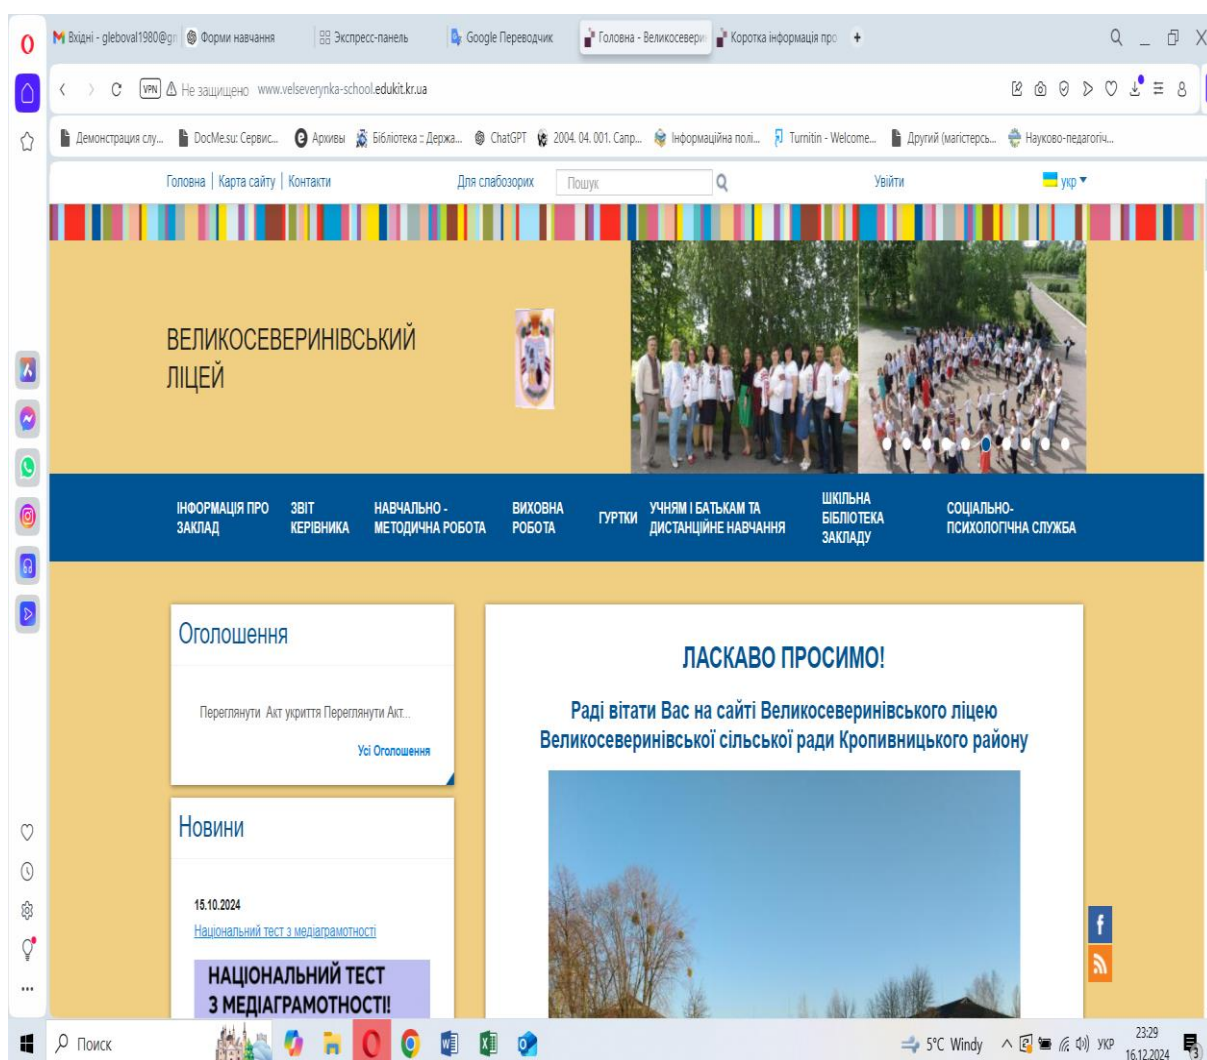 Вхідні - gleboval1980@gm
Форми навчання
Экспресс-панель
Google Переводчик
Головна - Великосевери
Коротка інформація про
VPN
Не защищено www.velseverynka-school.edukit.kr.ua
Демонстрация слу...
DocMe.su: Сервис...
Архивы
Бібліотека :: Держа...
ChatGPT
2004. 04. 001. Сапр...
Інформаційна полі...
Turnitin - Welcome...
Другий (магістерсь...
Науково-педагогіч...
Головна | Карта сайту | Контакти
Для слабозорих
Пошук
Увійти
укр
ВЕЛИКОСЕВЕРИНІВСЬКИЙ
ЛІЦЕЙ
ІНФОРМАЦІЯ ПРО
ЗАКЛАД
ЗВІТ
КЕРІВНИКА
НАВЧАЛЬНО -
МЕТОДИЧНА РОБОТА
ВИХОВНА
РОБОТА
ГУРТКИ
УЧНЯМ І БАТЬКАМ ТА
ДИСТАНЦІЙНЕ НАВЧАННЯ
ШКІЛЬНА
БІБЛІОТЕКА
ЗАКЛАДУ
СОЦІАЛЬНО-
ПСИХОЛОГІЧНА СЛУЖБА
Оголошення
Переглянути Акт укриття Переглянути Акт...
Усі Оголошення
Новини
15.10.2024
Національний тест з медіаграмотності
НАЦІОНАЛЬНИЙ ТЕСТ
З МЕДІАГРАМОТНОСТІ!
ЛАСКАВО ПРОСИМО!
Раді вітати Вас на сайті Великосеверинівського ліцею
Великосеверинівської сільської ради Кропивницького району
Поиск
5°C Windy
УКР
23:29
16.12.2024
3